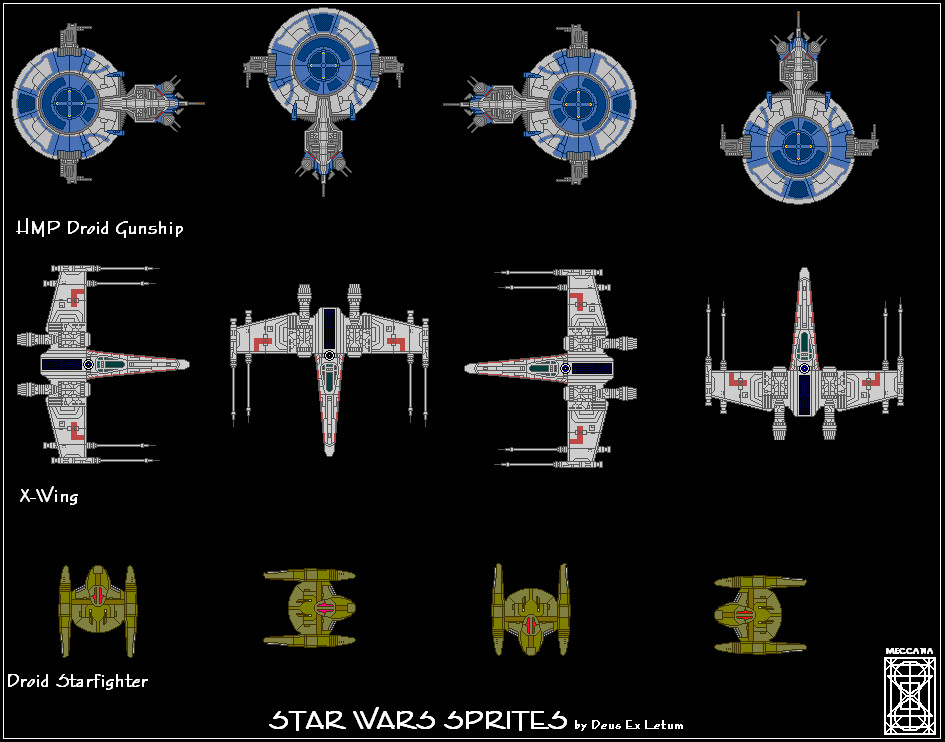 HMP Droid Gunship
X-Wing
Droid Starfighter
MECCANA
STAR WARS SPRITES by Deus Ex Letum